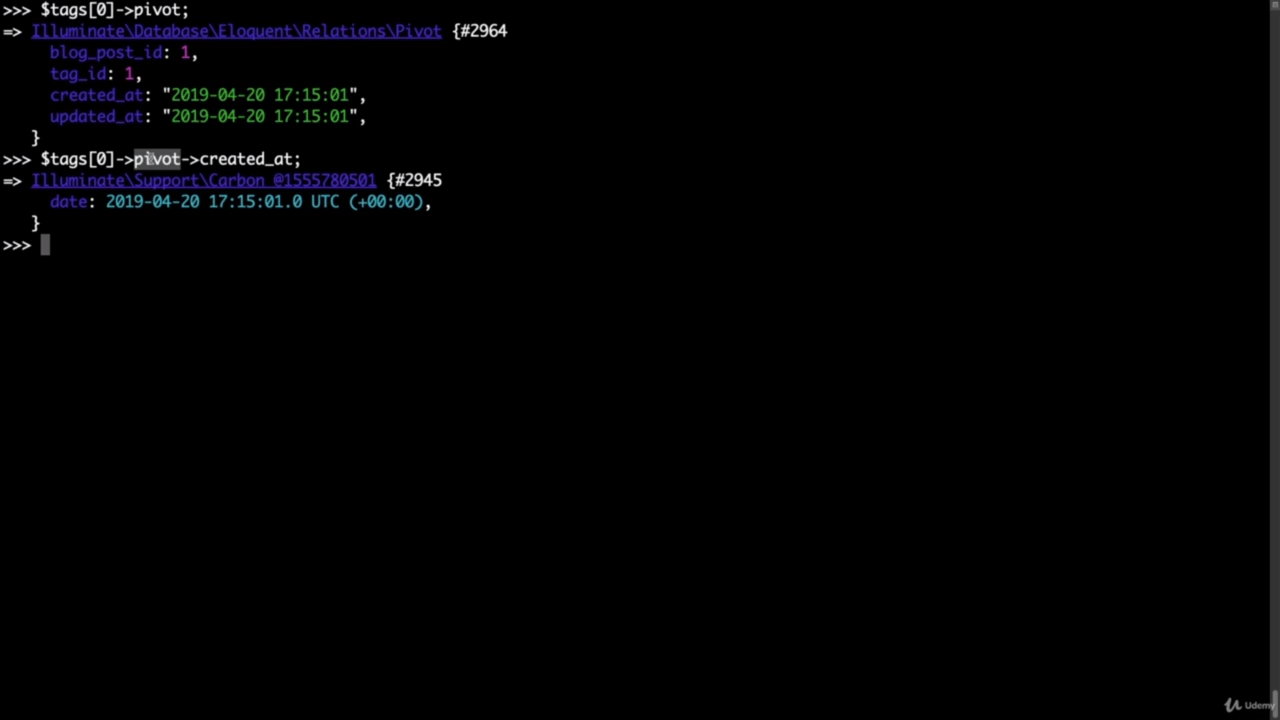 >>> $tags[0]->pivot;
=> Illuminate\Database\Eloquent\Relations\Pivot {#2964
blog_post_id: 1,
tag_id: 1,
created_at: "2019-04-20 17:15:01",
updated_at: "2019-04-20 17:15:01",
}
>>> $tags[0]->pivot->created_at;
=> Illuminate\Support\Carbon @1555780501 {#2945
date: 2019-04-20 17:15:01.0 UTC (+00:00),
}
>>>
Udemy